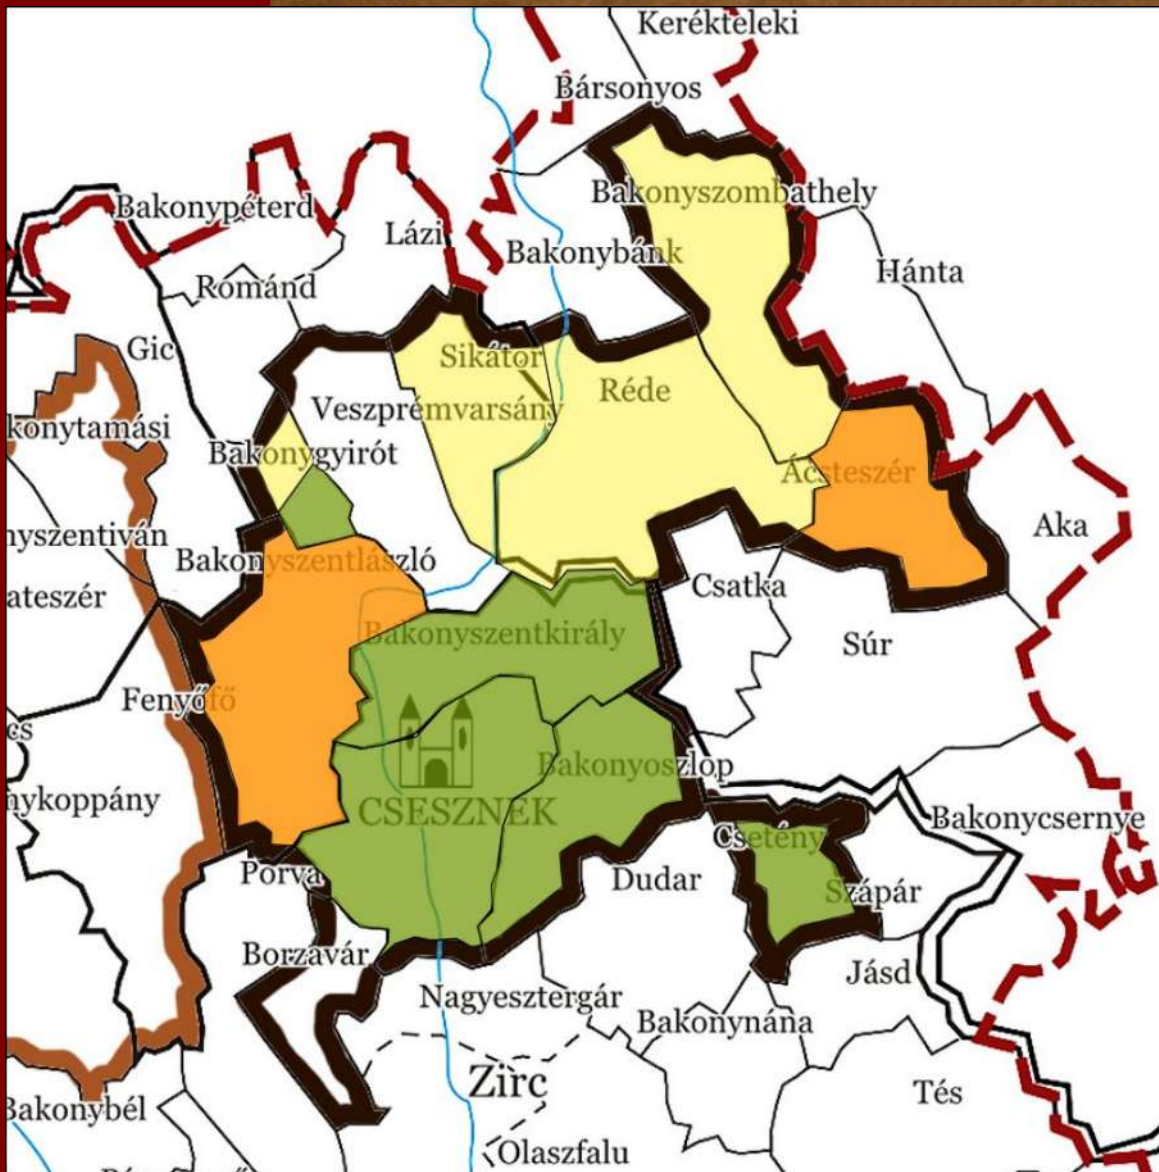 Kerékteleki
Bársonyos
Bakonyszombathely
Bakonypéterd
Lázi
Bakonybánk
Hánta
Románd
Gic
Sikátor
Réde
Veszprémvarsány
konytamási
Bakonygyirót
Ácsteszér
Aka
nyszentiván
Bakonyszentlászló
Csatka
ateszér
Bakonyszentkirály
Súr
Fenyőfő
cs
Bakonyoszlop
nykoppány
CSESZNEK
Bakonycsernye
Csetény
Porva
Dudar
Szápár
Borzavár
Jásd
Nagyesztergár
Bakonynána
Zirc
Tés
Bakonybél
Olaszfalu